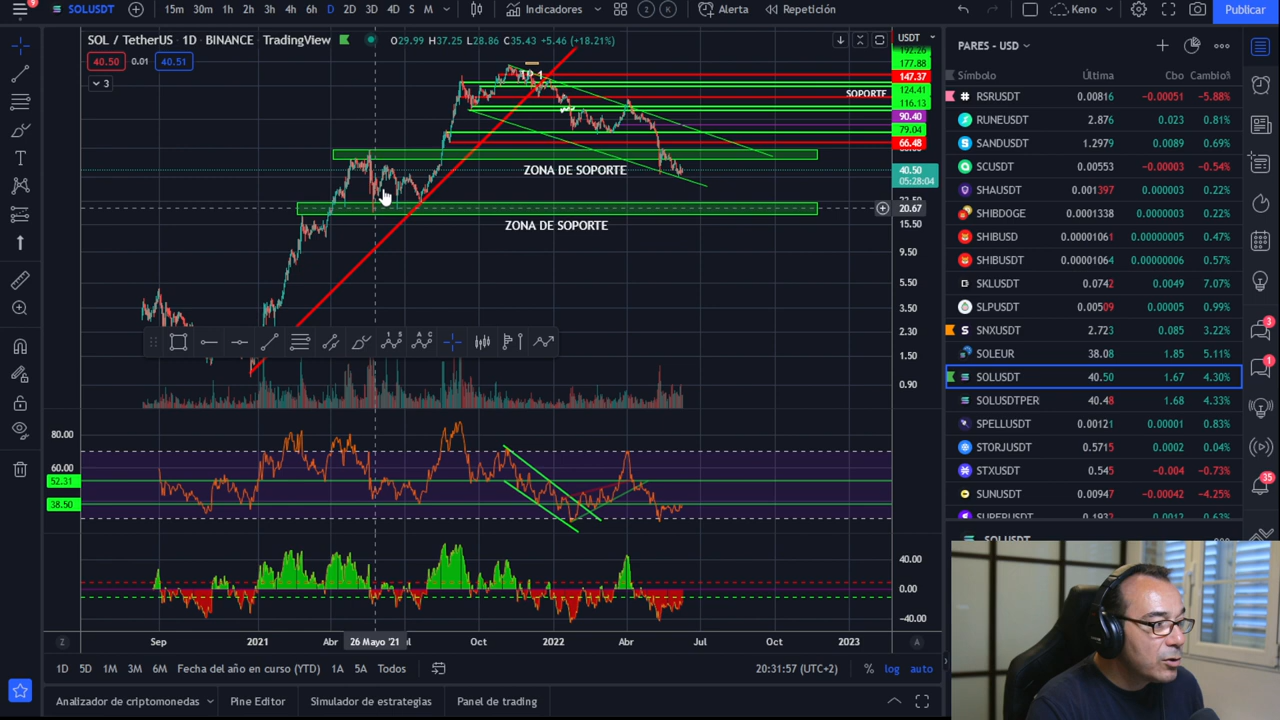 9
SOLUSDT
15m 30m 1h 2h 3h 4h 6h D 2D 3D 4D S M
Indicadores
2
Alerta
Repetición
Keno
Publicar
SOL / TetherUS 1D BINANCE TradingView O29.99 H37.25 L28.86 C35.43 +5.46 (+18.21%)
40.50 0.01 40.51
3
USDT
192.26
177.88
147.37
124.41
116.13
90.40
79.04
66.48
40.50
05:28:04
20.67
15.50
9.50
5.50
3.50
2.30
1.50
0.90
TP 1
SOPORTE
ZONA DE SOPORTE
ZONA DE SOPORTE
80.00
60.00
52.31
38.50
40.00
0.00
−40.00
Sep 2021 Abr 26 Mayo '21 Jul Oct 2022 Abr Jul Oct 2023
Z
A
1D 5D 1M 3M 6M Fecha del año en curso (YTD) 1A 5A Todos
20:31:57 (UTC+2) % log auto
Analizador de criptomonedas Pine Editor Simulador de estrategias Panel de trading
PARES - USD
Símbolo Última Cbo Cambio%
RSRUSDT 0.00816 −0.00051 −5.88%
RUNEUSDT 2.876 0.023 0.81%
SANDUSDT 1.2979 0.0089 0.69%
SCUSDT 0.00553 −0.00003 −0.54%
SHAUSDT 0.001397 0.000003 0.22%
SHIBDOGE 0.0001338 0.0000003 0.22%
SHIBUSD 0.00001061 0.00000005 0.47%
SHIBUSDT 0.00001064 0.00000006 0.57%
SKLUSDT 0.0742 0.0049 7.07%
SLPUSDT 0.00509 0.00005 0.99%
SNXUSDT 2.723 0.085 3.22%
SOLEUR 38.08 1.85 5.11%
SOLUSDT 40.50 1.67 4.30%
SOLUSDTPER 40.48 1.68 4.33%
SPELLUSDT 0.00121 0.00001 0.83%
STORJUSDT 0.5715 0.0002 0.04%
STXUSDT 0.545 −0.004 −0.73%
SUNUSDT 0.00947 −0.00042 −4.25%
SUPERUSDT 0.1932 0.0012 0.63%
SOLUSDT
3
1
35